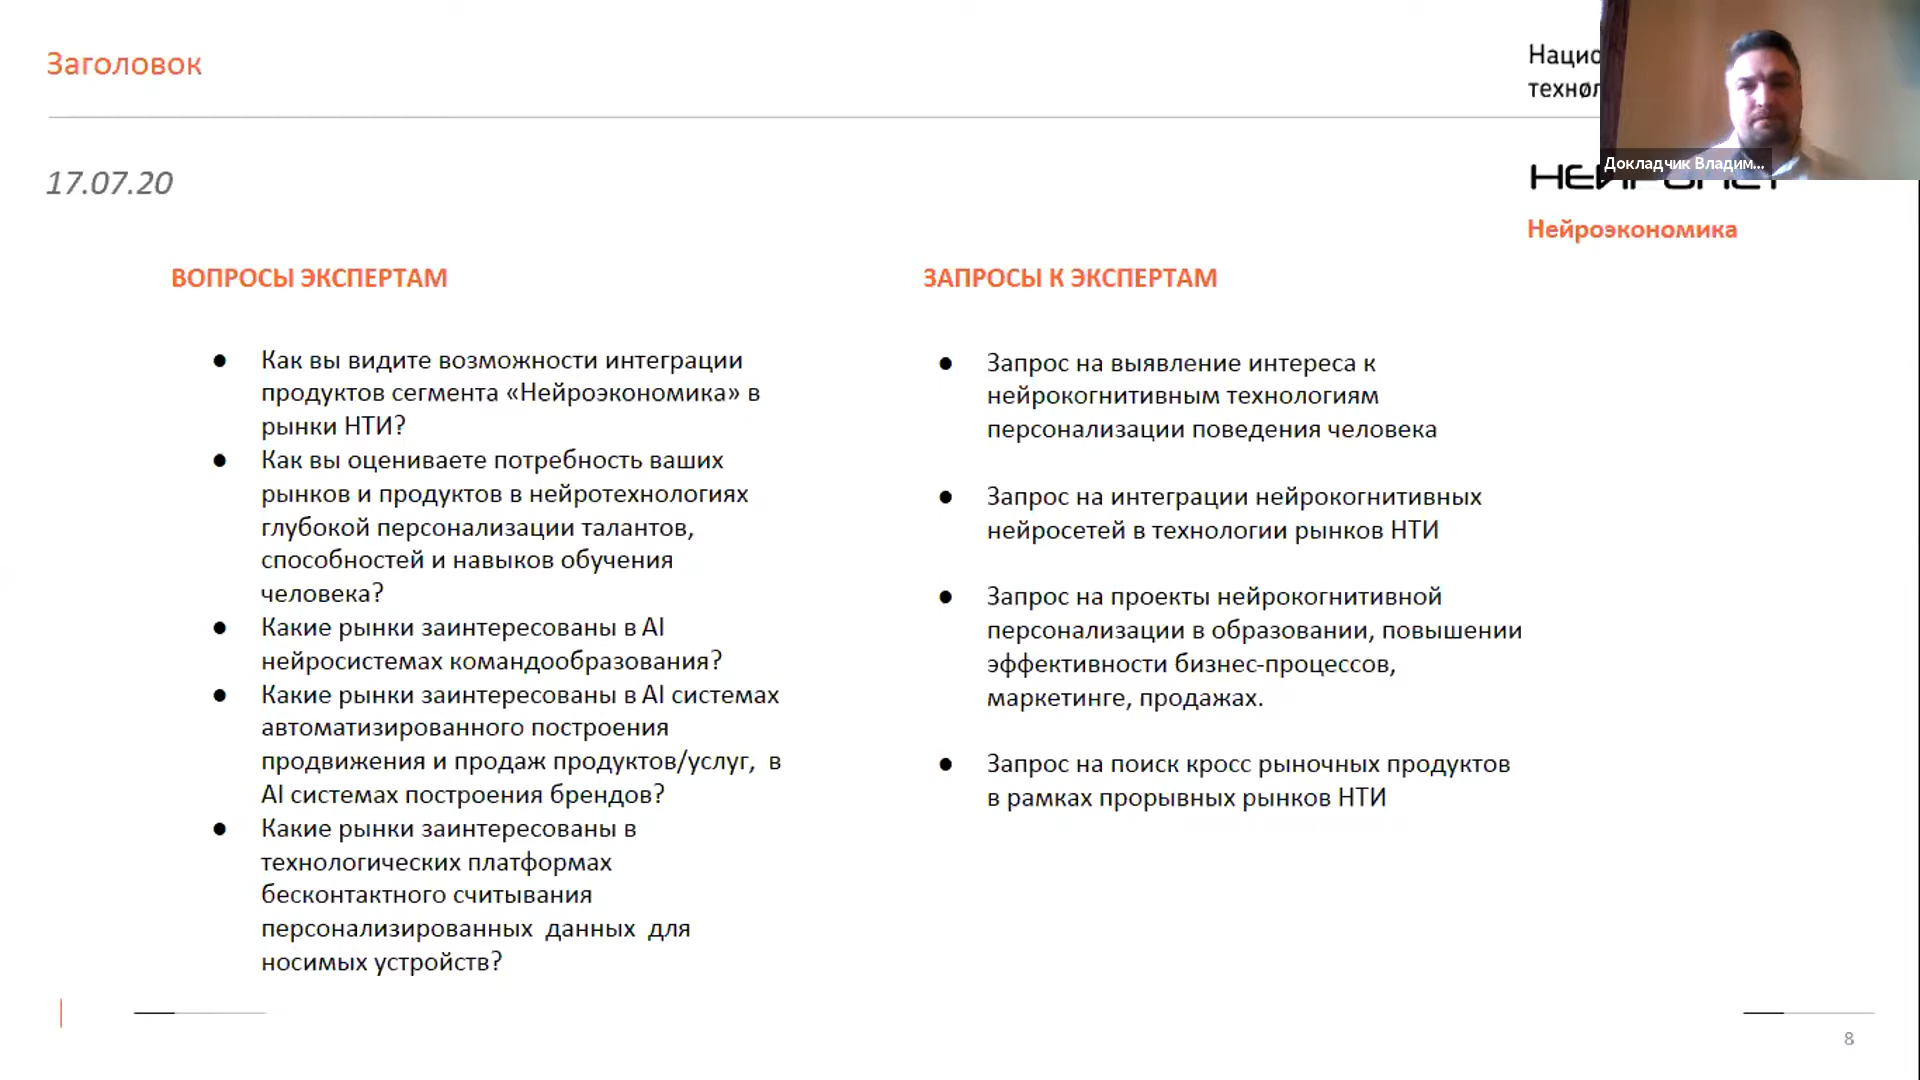 Заголовок
17.07.20
Докладчик Владим...
Нейроэкономика
ВОПРОСЫ ЭКСПЕРТАМ
● Как вы видите возможности интеграции
продуктов сегмента «Нейроэкономика» в
рынки НТИ?
● Как вы оцениваете потребность ваших
рынков и продуктов в нейротехнологиях
глубокой персонализации талантов,
способностей и навыков обучения
человека?
● Какие рынки заинтересованы в AI
нейросистемах командообразования?
● Какие рынки заинтересованы в AI системах
автоматизированного построения
продвижения и продаж продуктов/услуг, в
AI системах построения брендов?
● Какие рынки заинтересованы в
технологических платформах
бесконтактного считывания
персонализированных данных для
носимых устройств?
ЗАПРОСЫ К ЭКСПЕРТАМ
● Запрос на выявление интереса к
нейрокогнитивным технологиям
персонализации поведения человека
● Запрос на интеграции нейрокогнитивных
нейросетей в технологии рынков НТИ
● Запрос на проекты нейрокогнитивной
персонализации в образовании, повышении
эффективности бизнес-процессов,
маркетинге, продажах.
● Запрос на поиск кросс рыночных продуктов
в рамках прорывных рынков НТИ
8